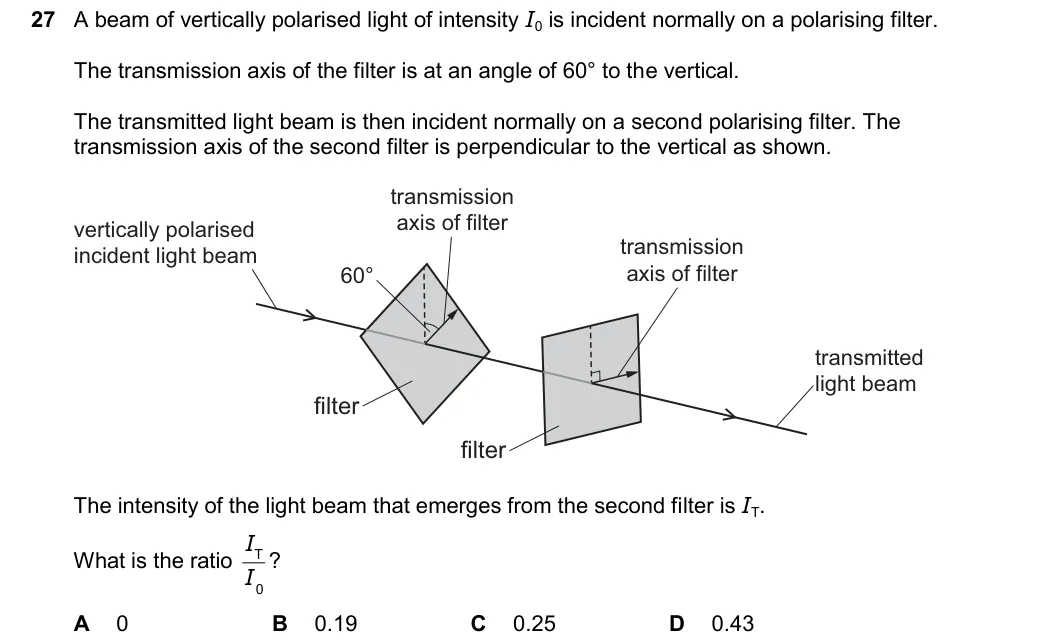 27 A beam of vertically polarised light of intensity I₀ is incident normally on a polarising filter.
The transmission axis of the filter is at an angle of 60° to the vertical.
The transmitted light beam is then incident normally on a second polarising filter. The
transmission axis of the second filter is perpendicular to the vertical as shown.
transmission
axis of filter
vertically polarised
incident light beam
60°
transmission
axis of filter
transmitted
light beam
filter
filter
The intensity of the light beam that emerges from the second filter is I_T.
What is the ratio I_T/I₀ ?
A 0 B 0.19 C 0.25 D 0.43